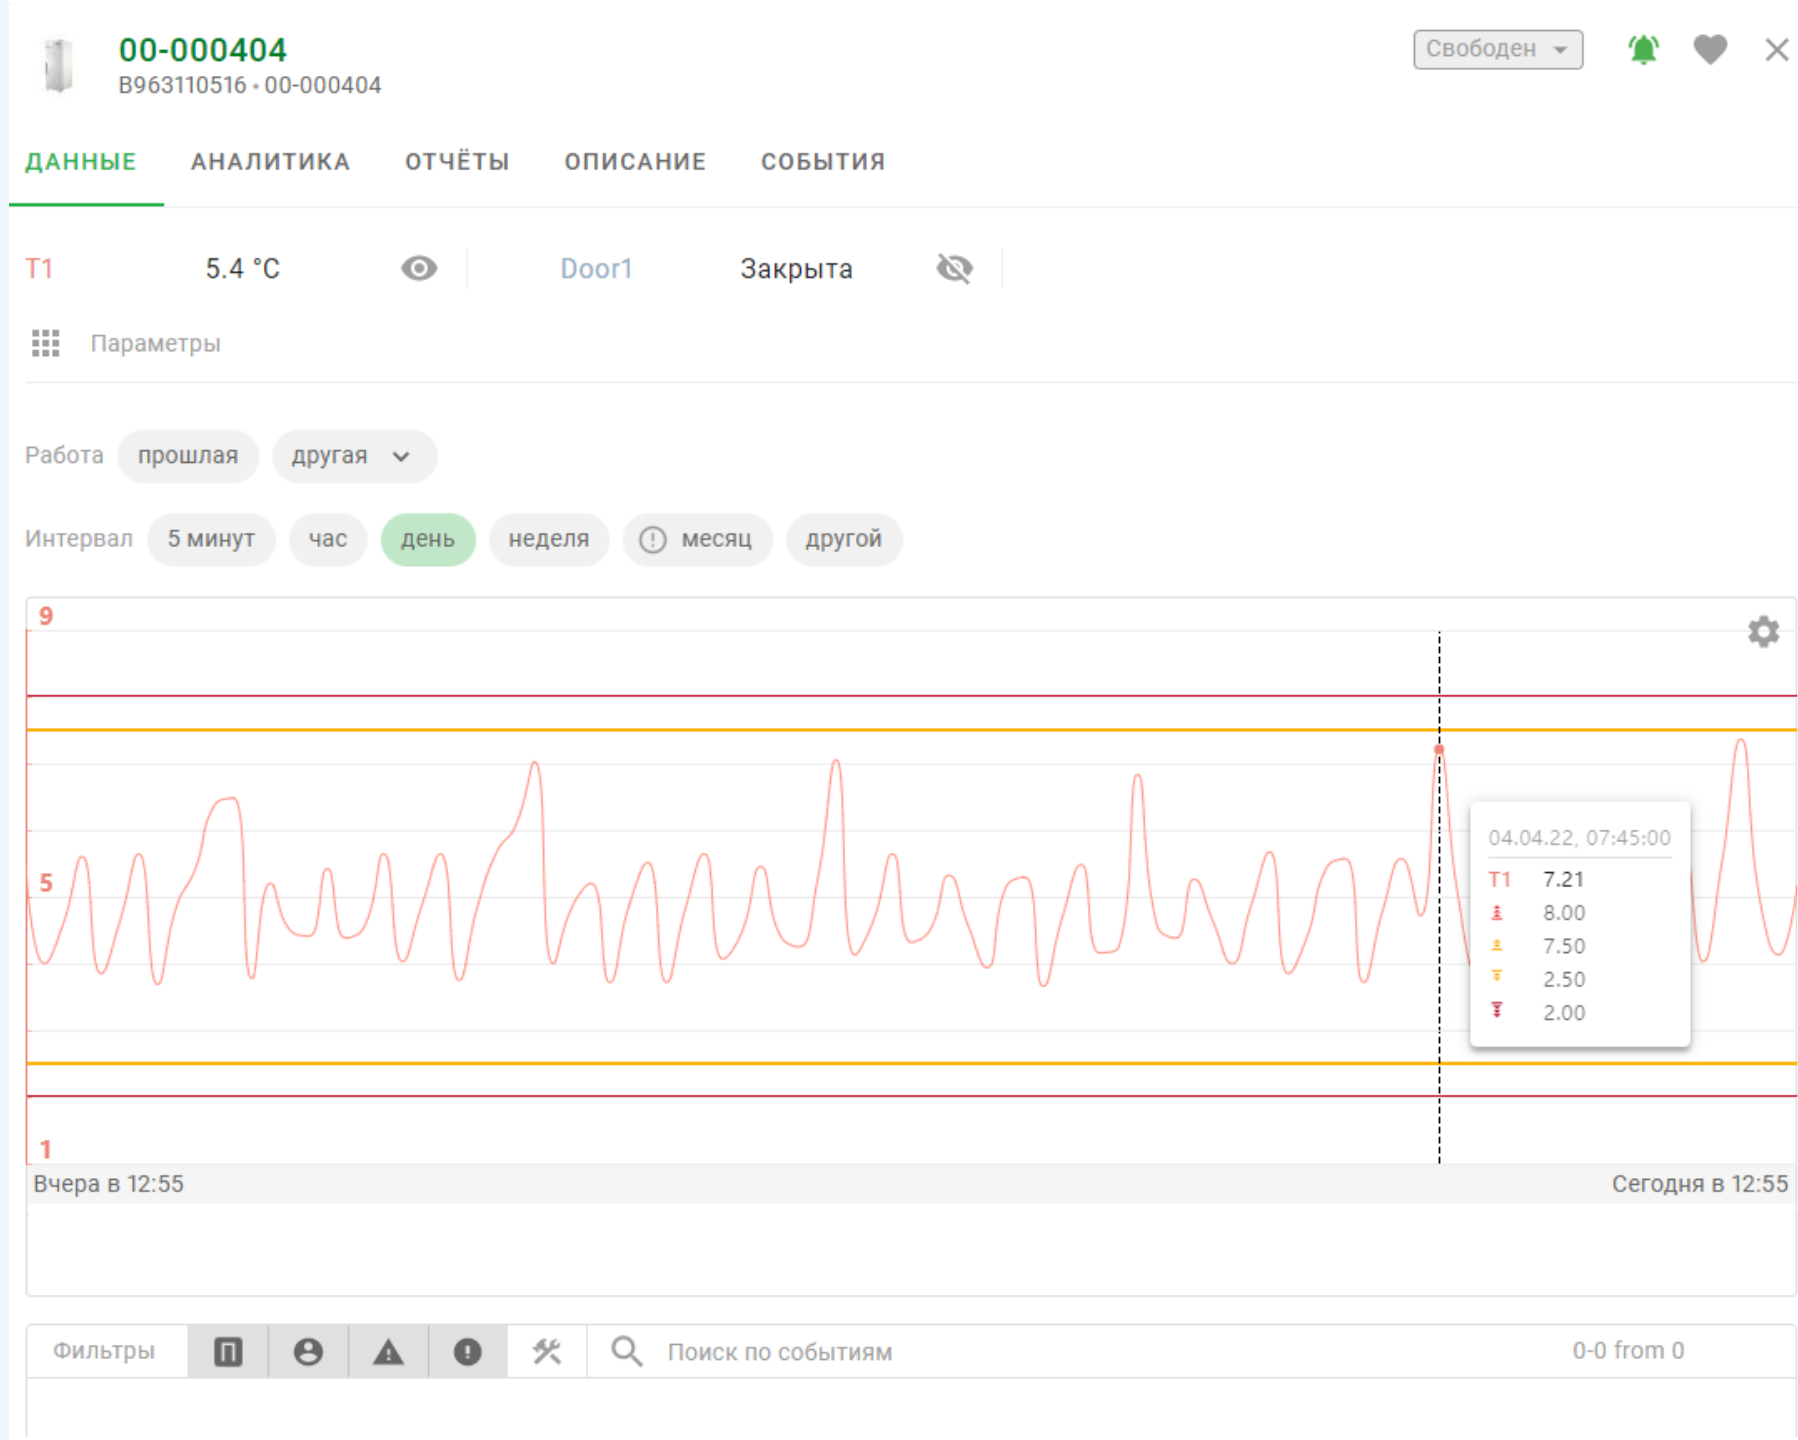 00-000404
Свободен
B963110516 • 00-000404
ДАННЫЕ АНАЛИТИКА ОТЧЁТЫ ОПИСАНИЕ СОБЫТИЯ
T1 5.4 °C Door1 Закрыта
Параметры
Работа прошлая другая
Интервал 5 минут час день неделя месяц другой
9
5
1
04.04.22, 07:45:00
T1 7.21
8.00
7.50
2.50
2.00
Вчера в 12:55 Сегодня в 12:55
Фильтры Поиск по событиям 0-0 from 0